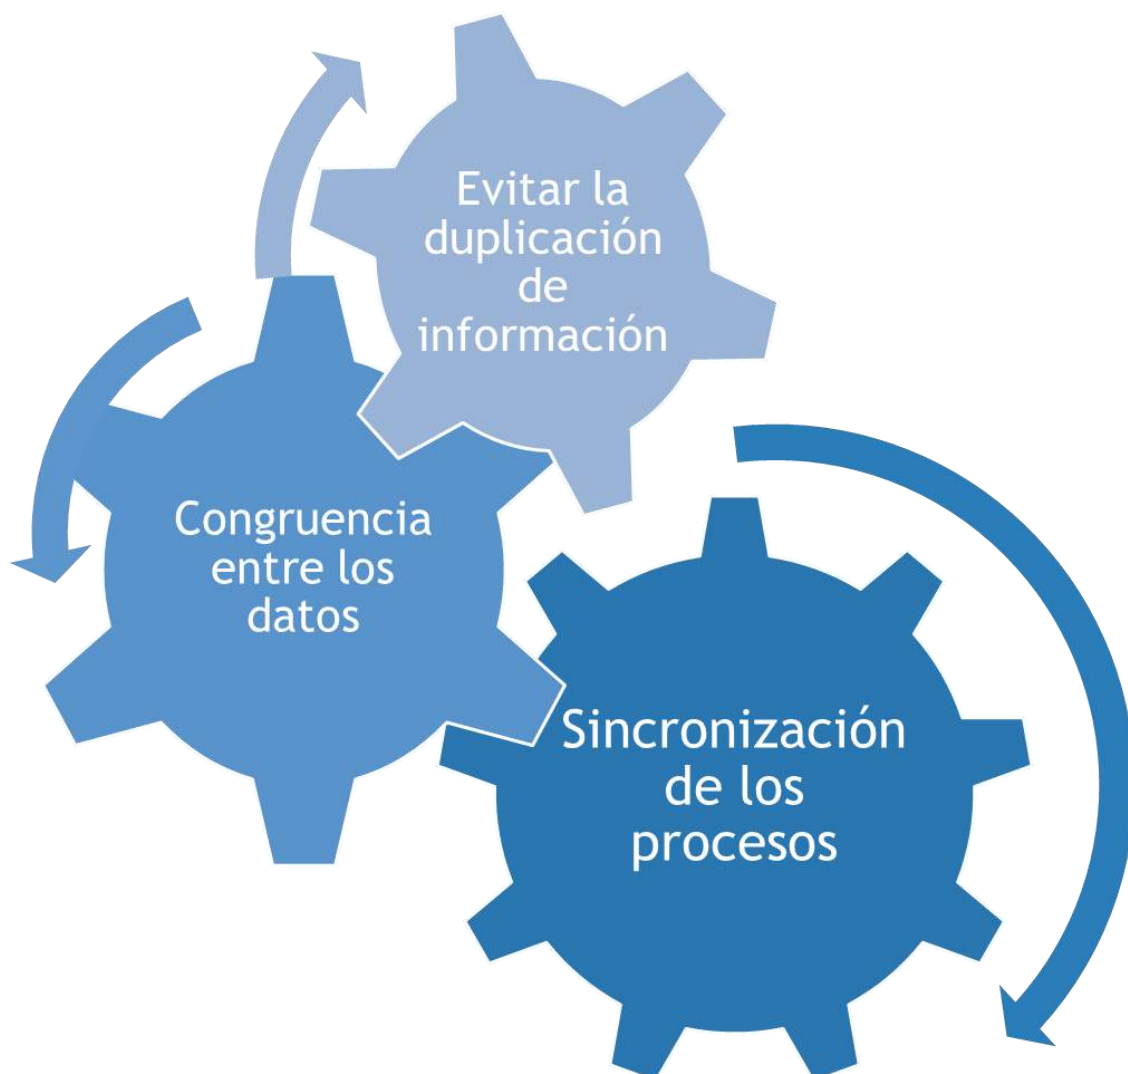 Evitar la
duplicación
de
información
Congruencia
entre los
datos
Sincronización
de los
procesos